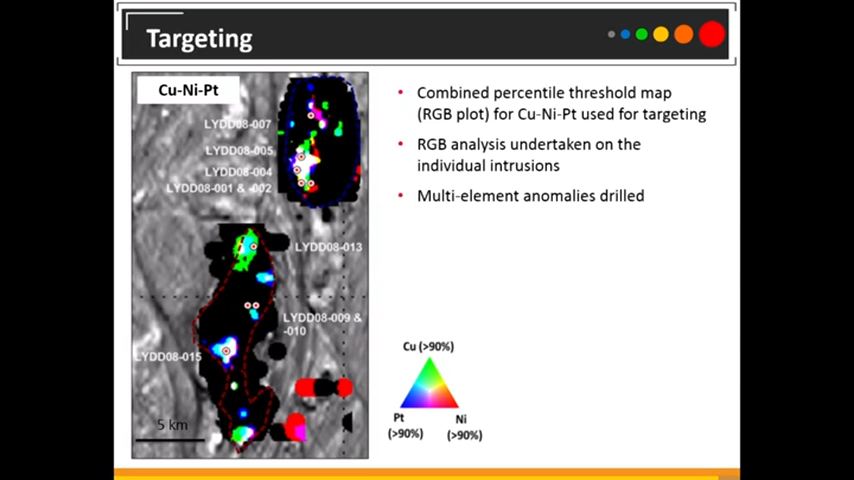 Targeting
Cu-Ni-Pt
LYDD08-007
LYDD08-005
LYDD08-004
LYDD08-001 & -002
LYDD08-013
LYDD08-009 &
-010
LYDD08-015
5 km
• Combined percentile threshold map
(RGB plot) for Cu-Ni-Pt used for targeting
• RGB analysis undertaken on the
individual intrusions
• Multi-element anomalies drilled
Cu (>90%)
Pt
(>90%)
Ni
(>90%)